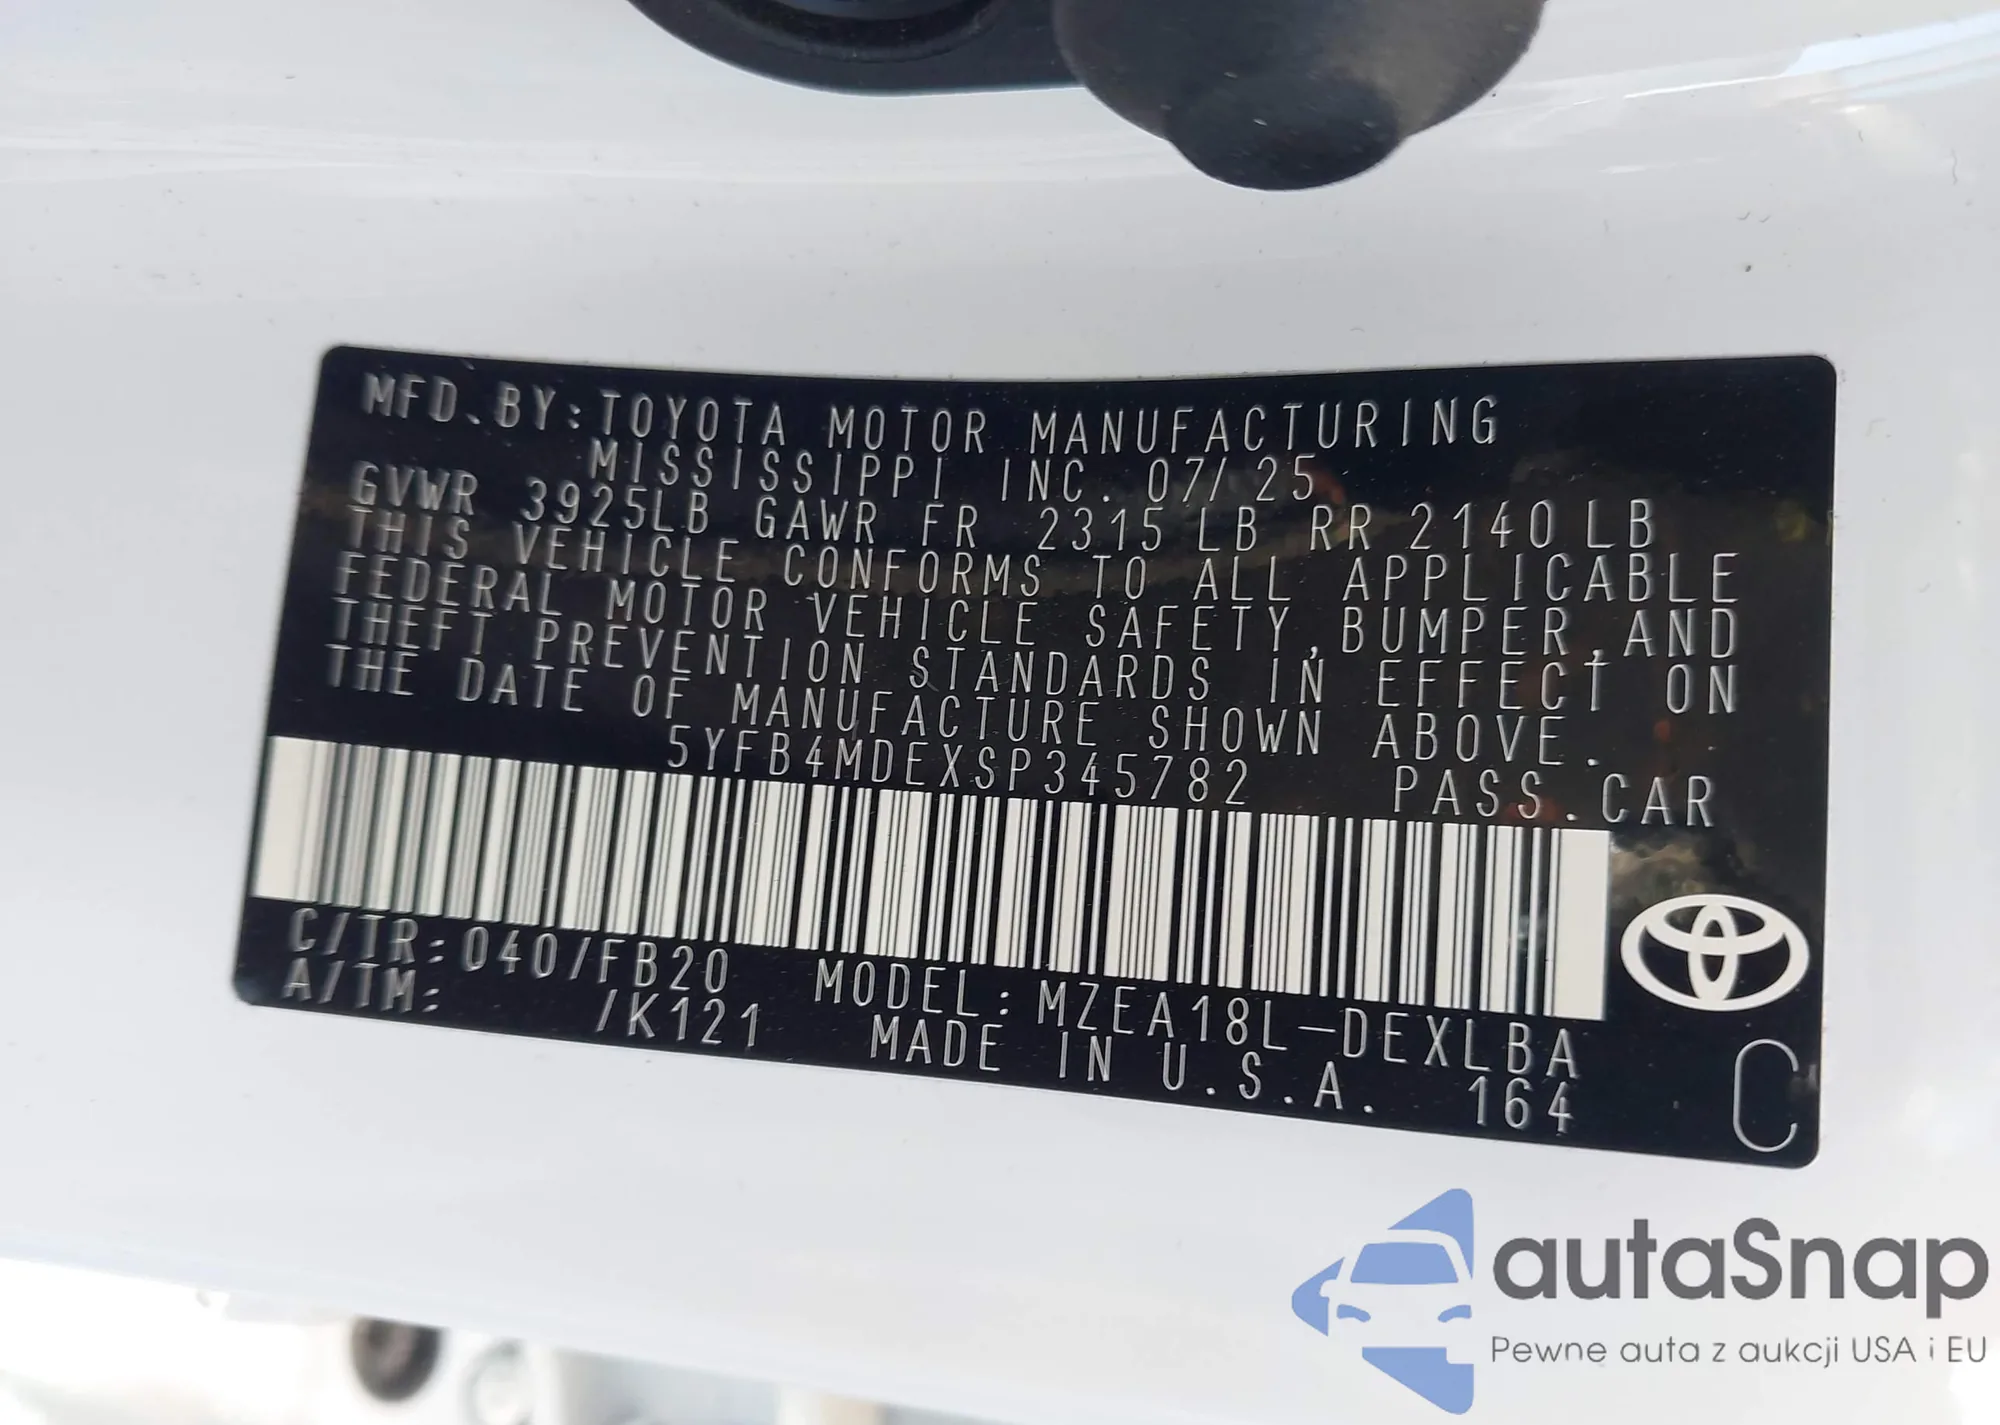 MFD.BY:TOYOTA MOTOR MANUFACTURING
MISSISSIPPI INC. 07/25
GVWR 3925LB GAWR FR 2315 LB RR 2140LB
THIS VEHICLE CONFORMS TO ALL APPLICABLE
FEDERAL MOTOR VEHICLE SAFETY,BUMPER,AND
THEFT PREVENTION STANDARDS IN EFFECT ON
THE DATE OF MANUFACTURE SHOWN ABOVE.
5YFB4MDEXSP345782 PASS.CAR
C/TR:040/FB20 MODEL:MZEA18L-DEXLBA
A/TM: /K121 MADE IN U.S.A. 164
C
autaSnap
Pewne auta z aukcji USA i EU